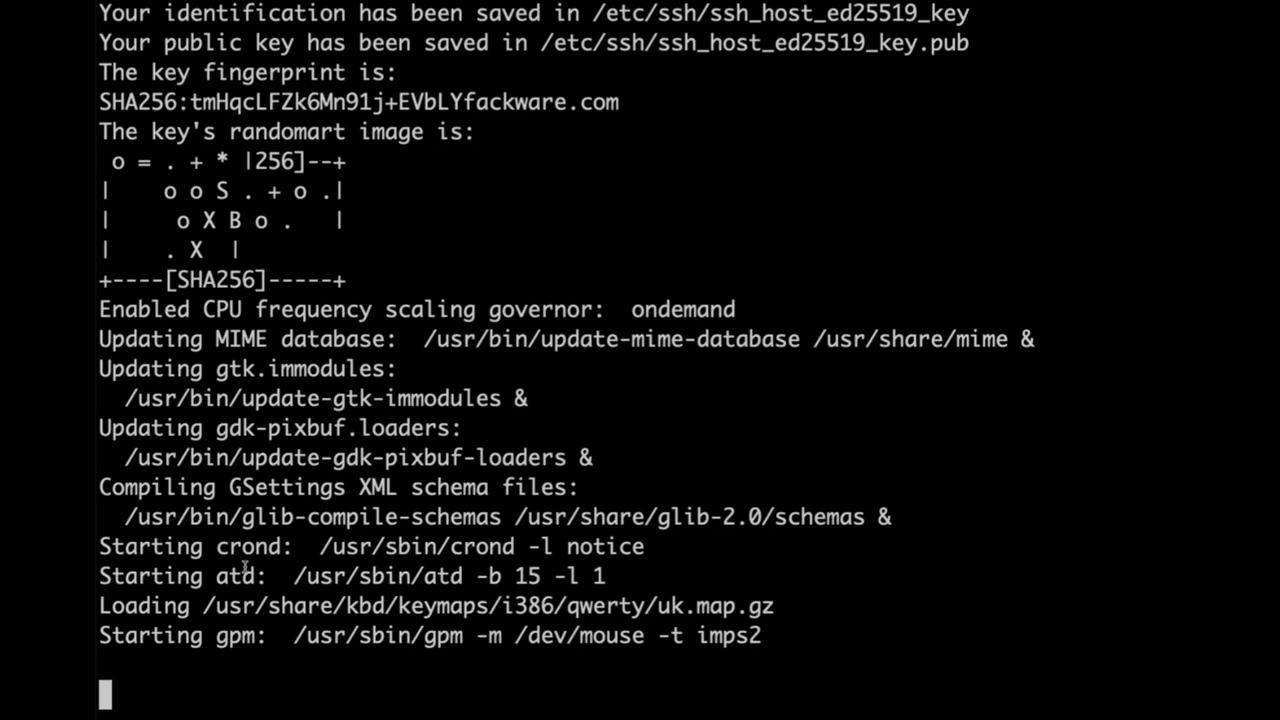 Your identification has been saved in /etc/ssh/ssh_host_ed25519_key
Your public key has been saved in /etc/ssh/ssh_host_ed25519_key.pub
The key fingerprint is:
SHA256:tmHqcLFZk6Mn91j+EVbLYfackware.com
The key's randomart image is:
 o = . + * |256]--+
|    o o S . + o .|
|     o X B o .   |
|    . X  |
+----[SHA256]-----+
Enabled CPU frequency scaling governor:  ondemand
Updating MIME database:  /usr/bin/update-mime-database /usr/share/mime &
Updating gtk.immodules:
  /usr/bin/update-gtk-immodules &
Updating gdk-pixbuf.loaders:
  /usr/bin/update-gdk-pixbuf-loaders &
Compiling GSettings XML schema files:
  /usr/bin/glib-compile-schemas /usr/share/glib-2.0/schemas &
Starting crond:  /usr/sbin/crond -l notice
Starting atd:  /usr/sbin/atd -b 15 -l 1
Loading /usr/share/kbd/keymaps/i386/qwerty/uk.map.gz
Starting gpm:  /usr/sbin/gpm -m /dev/mouse -t imps2